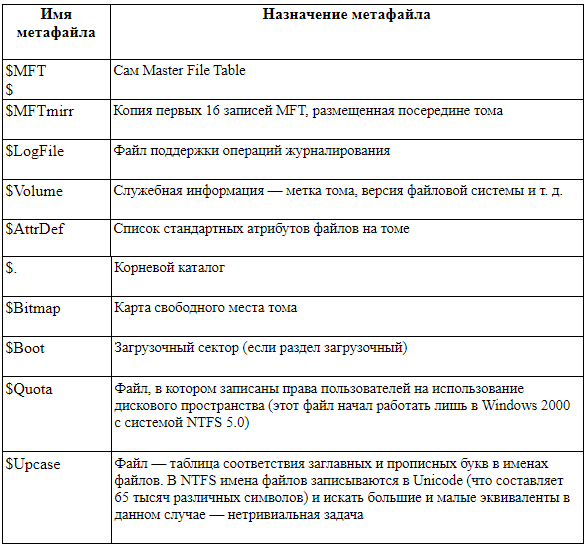 Имя
метафайла
Назначение метафайла
$MFT
$
Сам Master File Table
$MFTmirr
Копия первых 16 записей MFT, размещенная посередине тома
$LogFile
Файл поддержки операций журналирования
$Volume
Служебная информация — метка тома, версия файловой системы и т. д.
$AttrDef
Список стандартных атрибутов файлов на томе
$.
Корневой каталог
$Bitmap
Карта свободного места тома
$Boot
Загрузочный сектор (если раздел загрузочный)
$Quota
Файл, в котором записаны права пользователей на использование
дискового пространства (этот файл начал работать лишь в Windows 2000
с системой NTFS 5.0)
$Upcase
Файл — таблица соответствия заглавных и прописных букв в именах
файлов. В NTFS имена файлов записываются в Unicode (что составляет
65 тысяч различных символов) и искать большие и малые эквиваленты в
данном случае — нетривиальная задача